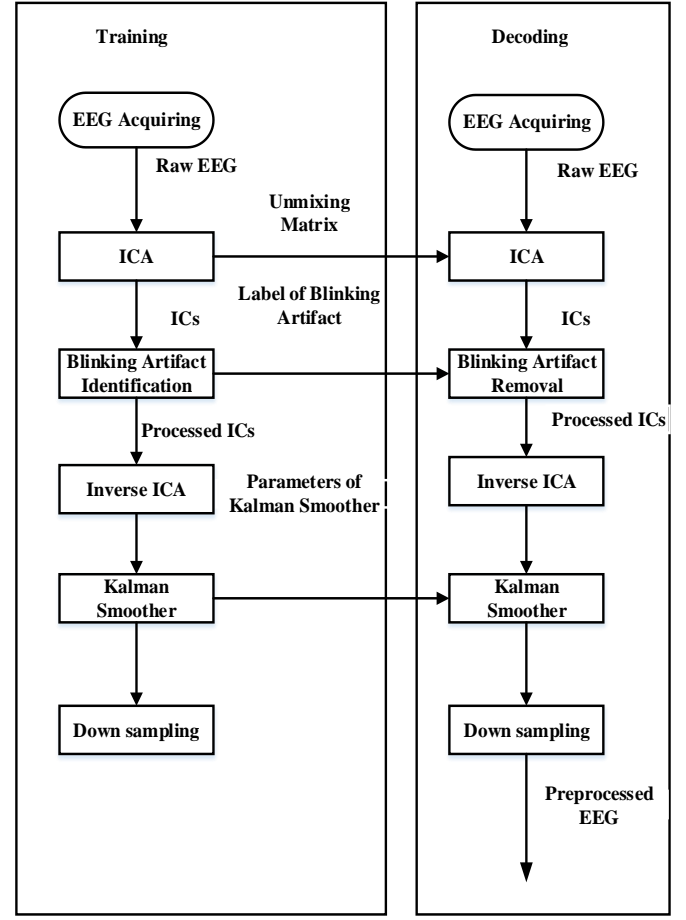 Training
EEG Acquiring
Raw EEG
Unmixing
Matrix
ICA
Label of Blinking
Artifact
ICs
Blinking Artifact
Identification
Processed ICs
Inverse ICA
Parameters of
Kalman Smoother
Kalman
Smoother
Down sampling
Decoding
EEG Acquiring
Raw EEG
ICA
ICs
Blinking Artifact
Removal
Processed ICs
Inverse ICA
Kalman
Smoother
Down sampling
Preprocessed
EEG